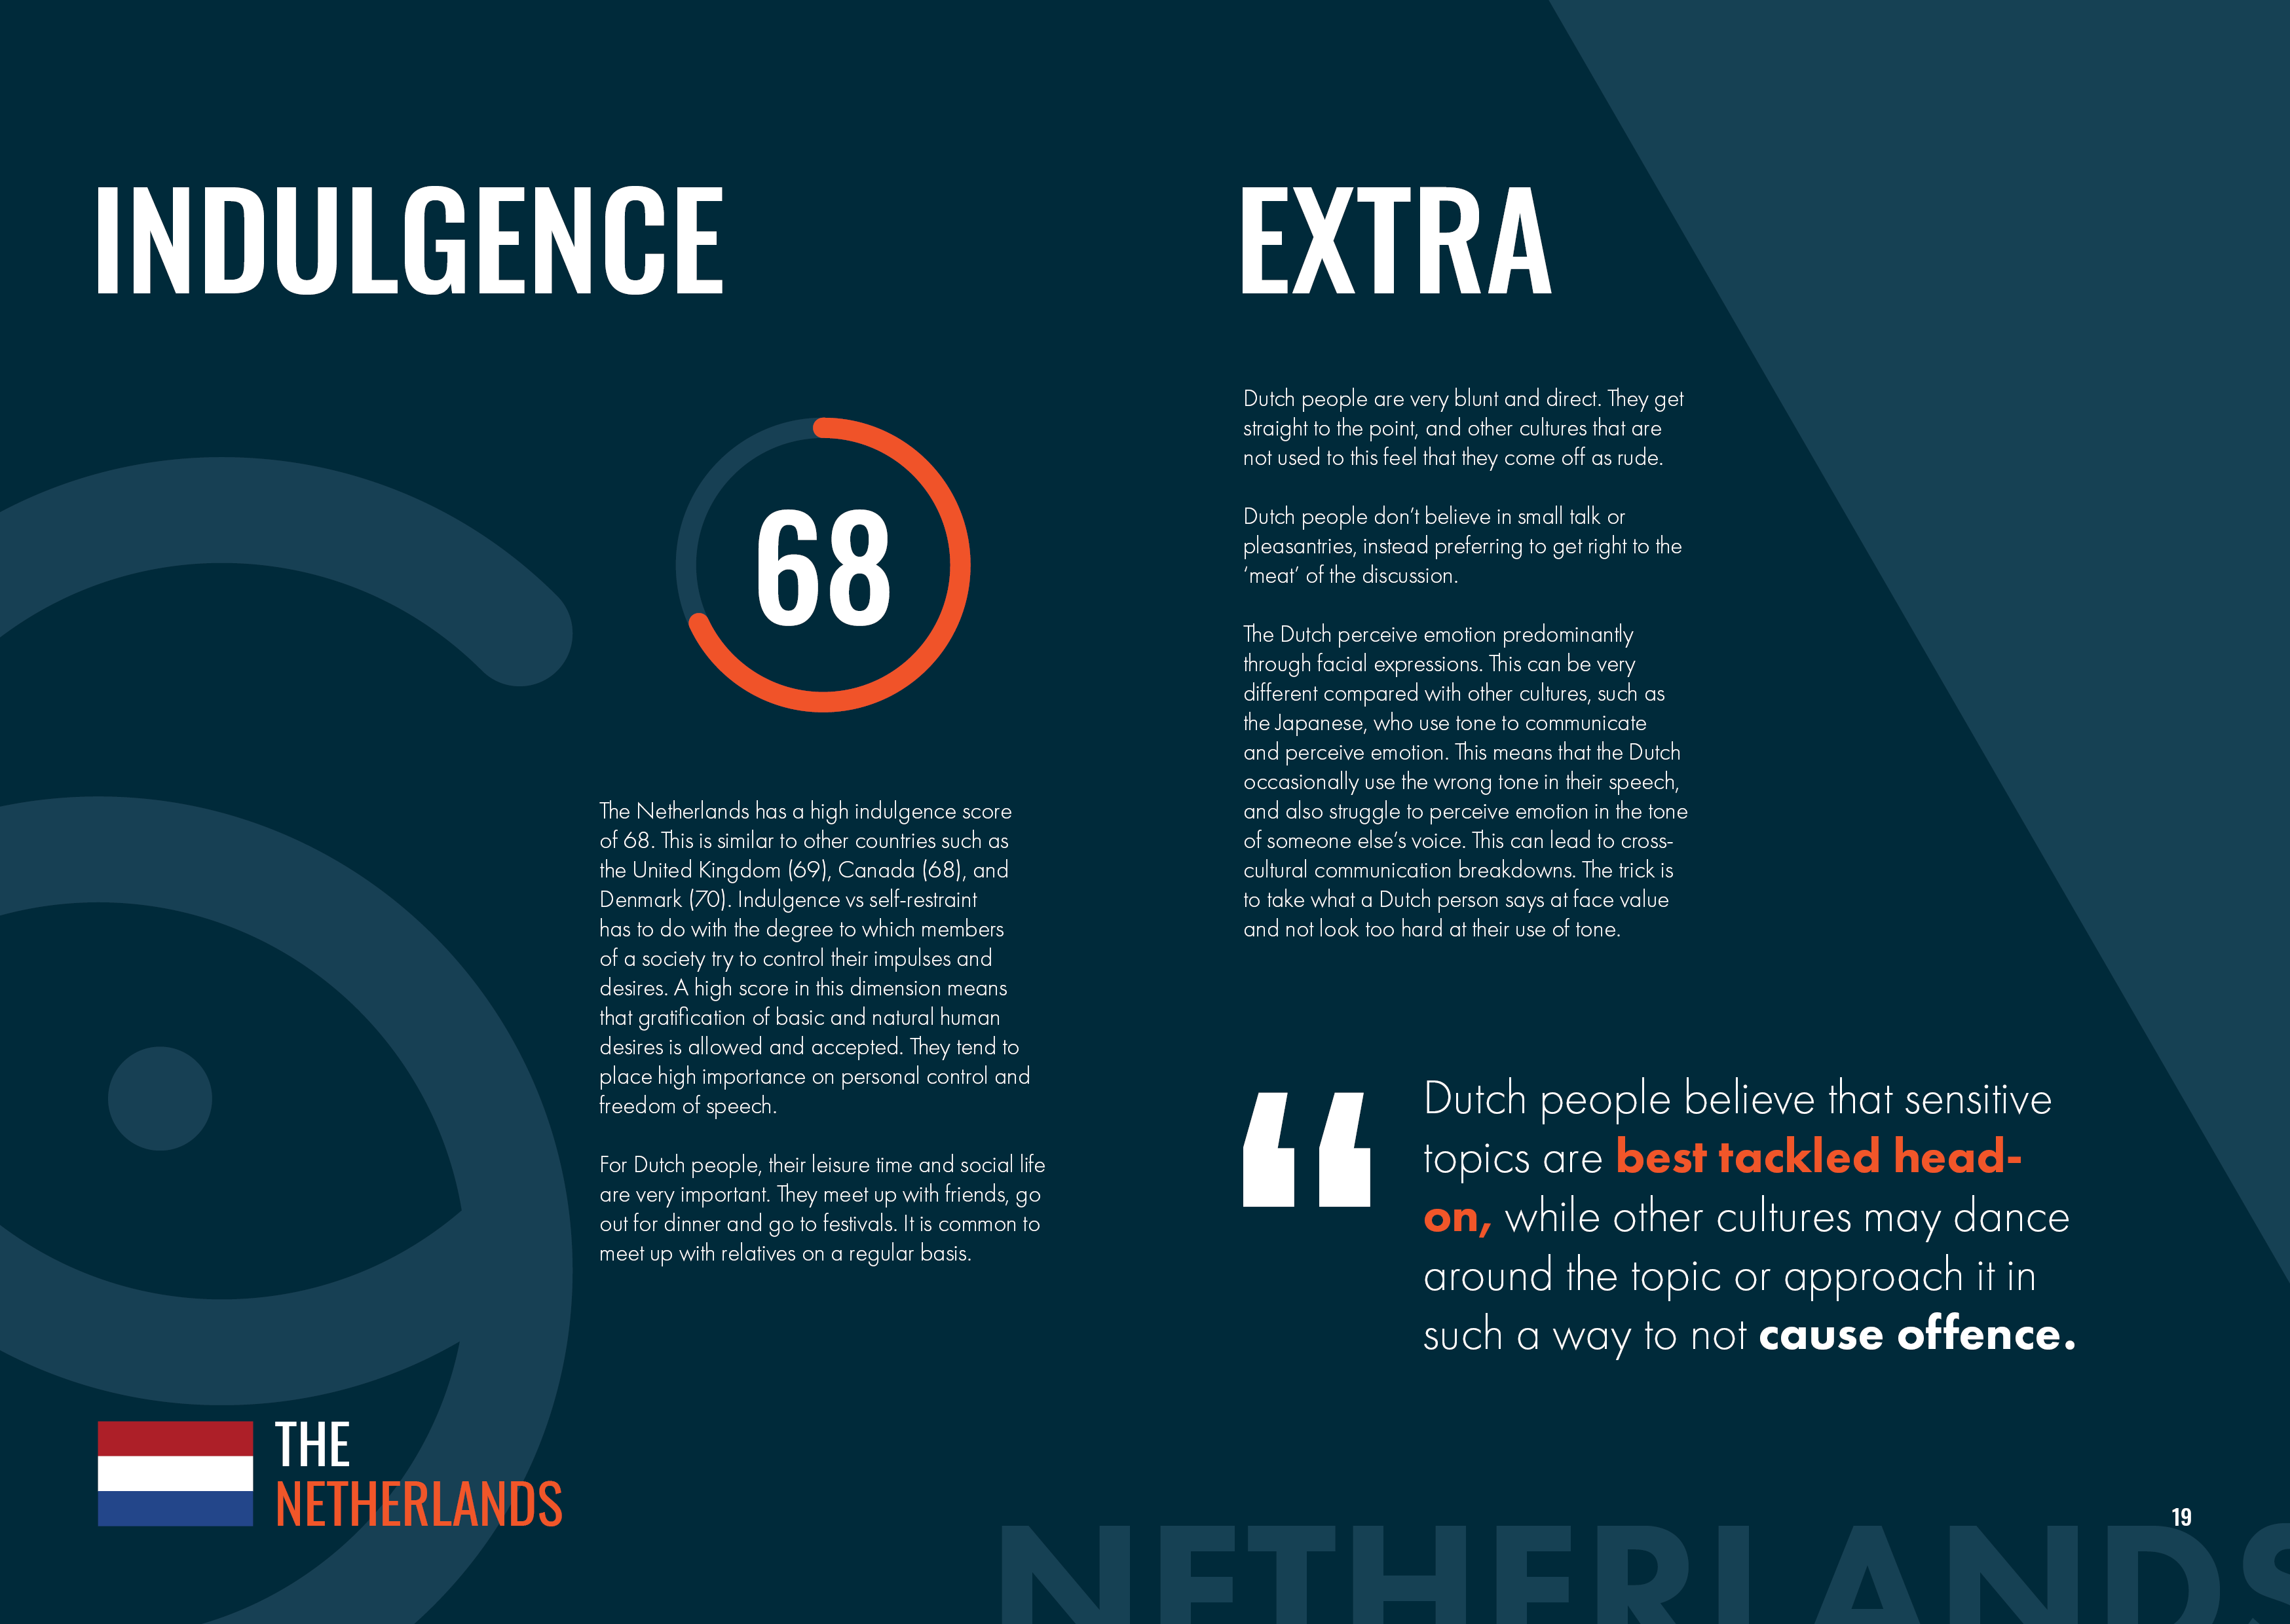 INDULGENCE
68
The Netherlands has a high indulgence score
of 68. This is similar to other countries such as
the United Kingdom (69), Canada (68), and
Denmark (70). Indulgence vs self-restraint
has to do with the degree to which members
of a society try to control their impulses and
desires. A high score in this dimension means
that gratification of basic and natural human
desires is allowed and accepted. They tend to
place high importance on personal control and
freedom of speech.
For Dutch people, their leisure time and social life
are very important. They meet up with friends, go
out for dinner and go to festivals. It is common to
meet up with relatives on a regular basis.
THE
NETHERLANDS
EXTRA
Dutch people are very blunt and direct. They get
straight to the point, and other cultures that are
not used to this feel that they come off as rude.
Dutch people don’t believe in small talk or
pleasantries, instead preferring to get right to the
‘meat’ of the discussion.
The Dutch perceive emotion predominantly
through facial expressions. This can be very
different compared with other cultures, such as
the Japanese, who use tone to communicate
and perceive emotion. This means that the Dutch
occasionally use the wrong tone in their speech,
and also struggle to perceive emotion in the tone
of someone else’s voice. This can lead to cross-
cultural communication breakdowns. The trick is
to take what a Dutch person says at face value
and not look too hard at their use of tone.
“
Dutch people believe that sensitive
topics are best tackled head-
on, while other cultures may dance
around the topic or approach it in
such a way to not cause offence.
19
NETHERLANDS